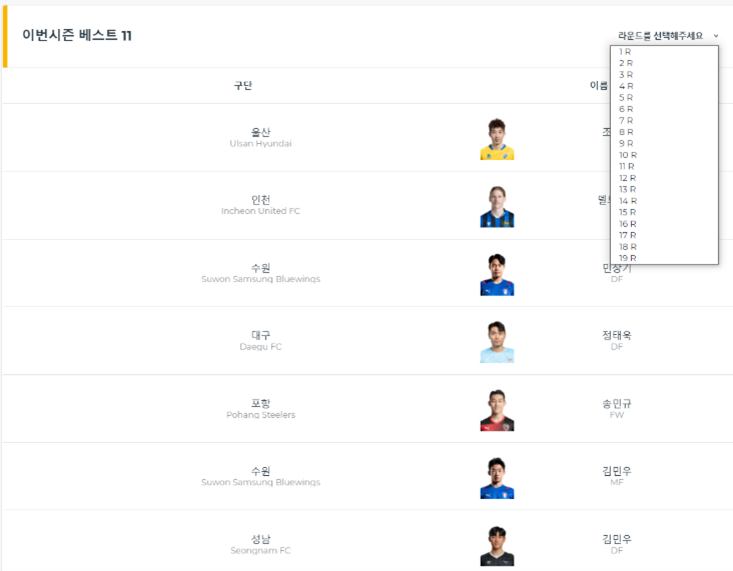 이번시즌 베스트 11
라운드를 선택해주세요
1 R
2 R
3 R
4 R
5 R
6 R
7 R
8 R
9 R
10 R
11 R
12 R
13 R
14 R
15 R
16 R
17 R
18 R
19 R
구단
이름
울산
조
Ulsan Hyundai
인천
Incheon United FC
수원
민상기
Suwon Samsung Bluewings
DF
대구
정태욱
Daegu FC
DF
포항
송민규
Pohang Steelers
FW
수원
김민우
Suwon Samsung Bluewings
MF
성남
김민우
Seongnam FC
DF